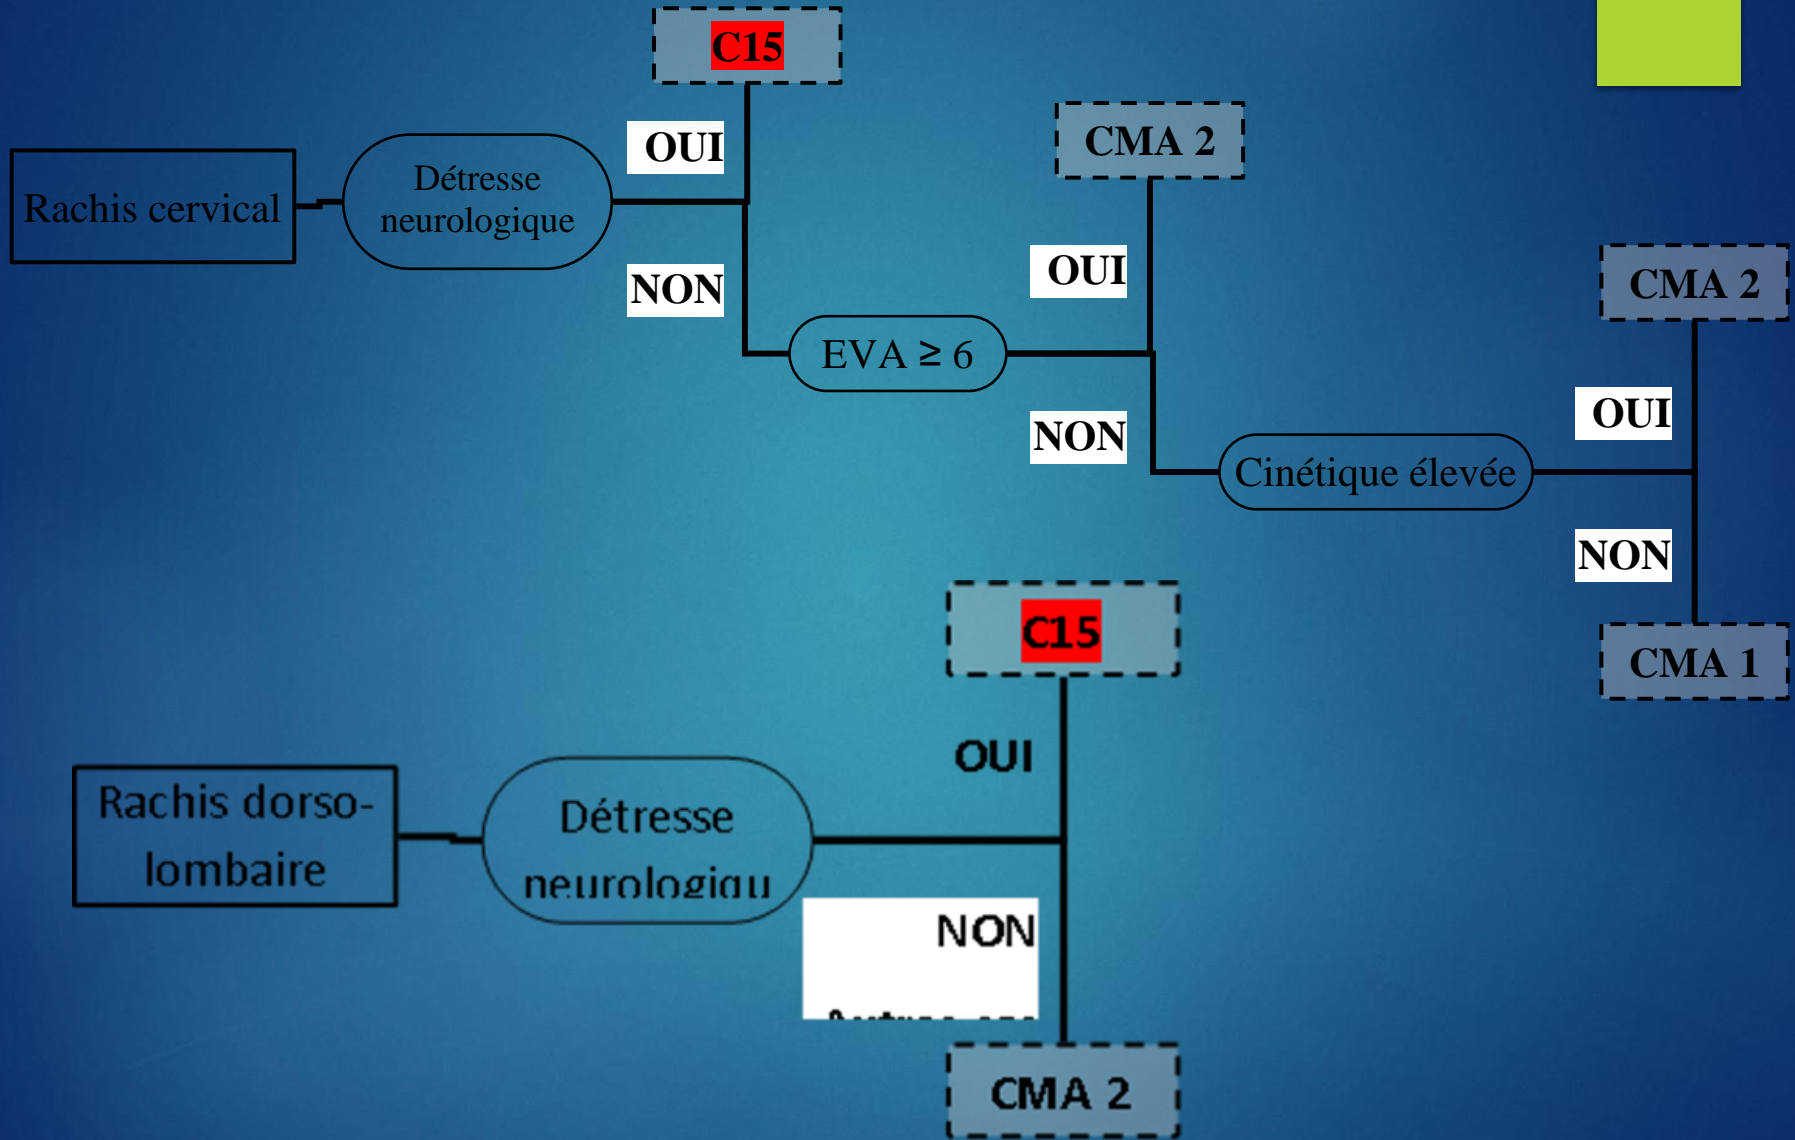 C15
OUI
CMA 2
Rachis cervical
Détresse
neurologique
NON
OUI
CMA 2
EVA ≥ 6
OUI
NON
Cinétique élevée
NON
CMA 1
C15
OUI
Rachis dorso-
lombaire
Détresse
neurologiqu
NON
CMA 2